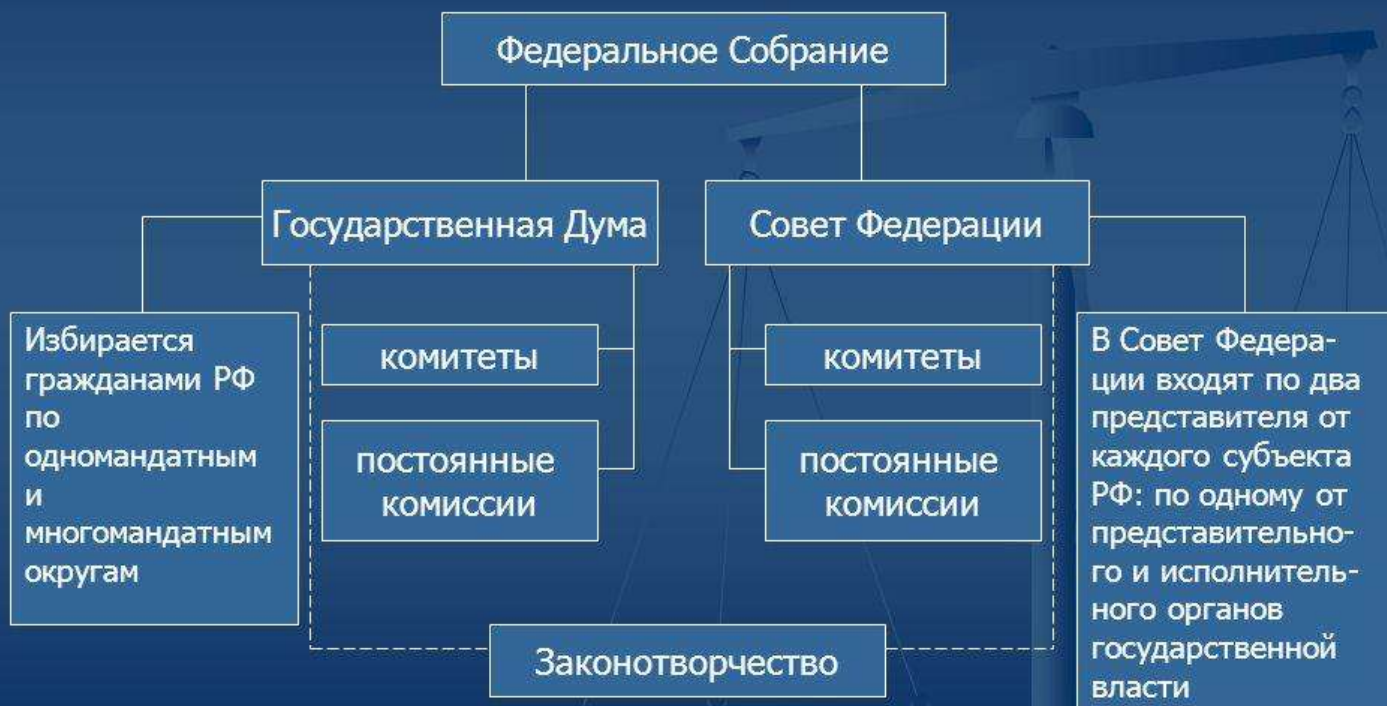 Федеральное Собрание
Государственная Дума
Совет Федерации
Избирается
гражданами РФ
по
одномандатным
и
многомандатным
округам
комитеты
постоянные
комиссии
комитеты
постоянные
комиссии
В Совет Федера-
ции входят по два
представителя от
каждого субъекта
РФ: по одному от
представительно-
го и исполнитель-
ного органов
государственной
власти
Законотворчество